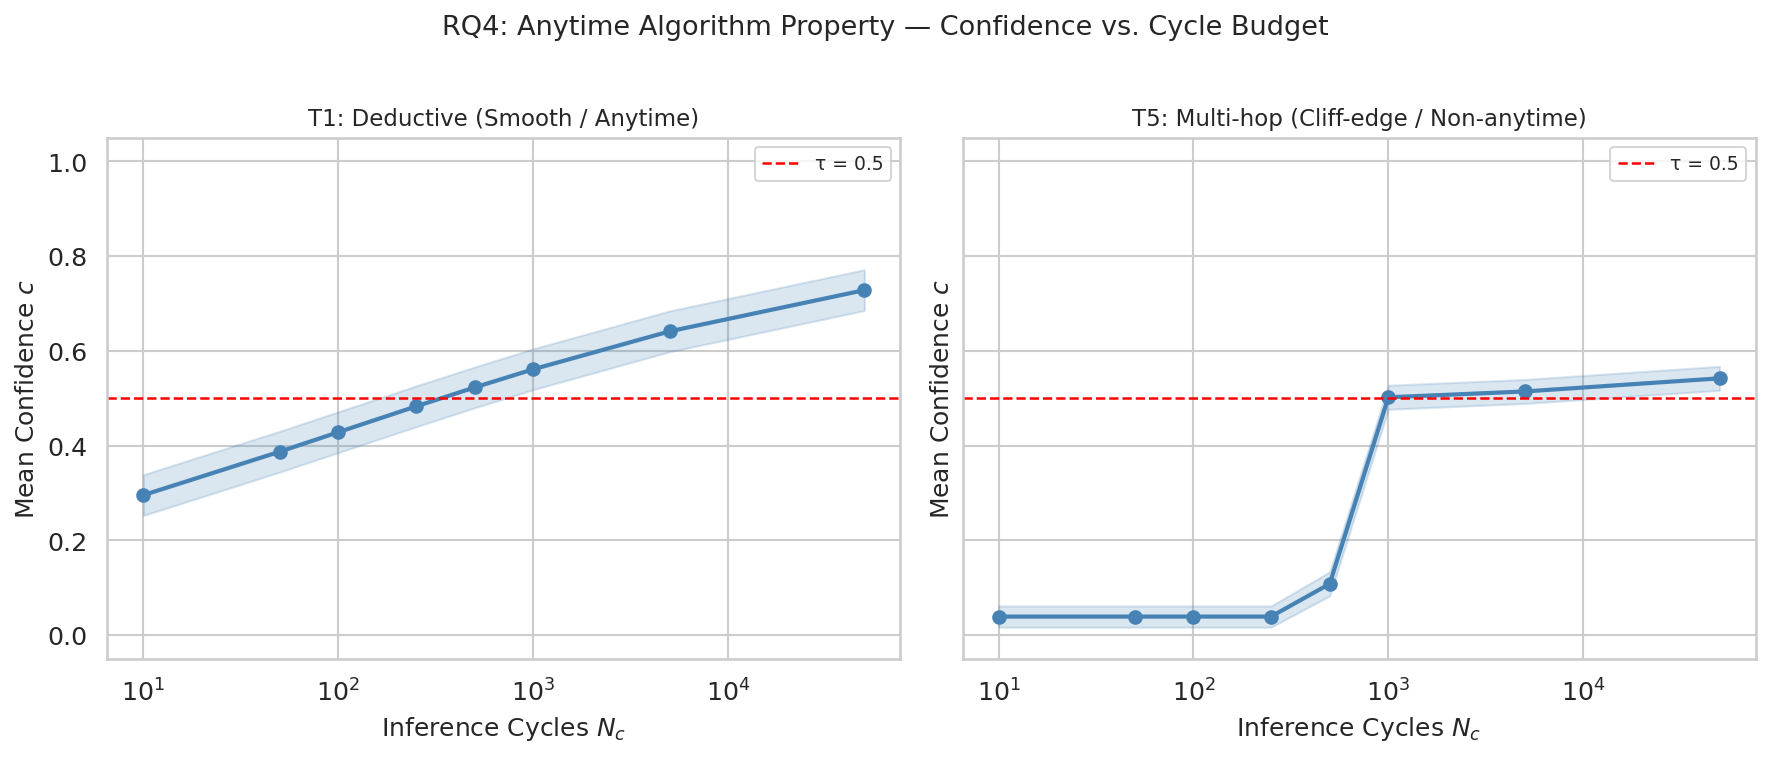 RQ4: Anytime Algorithm Property — Confidence vs. Cycle Budget
T1: Deductive (Smooth / Anytime)
τ = 0.5
1.0
0.8
0.6
0.4
0.2
0.0
Mean Confidence c
10¹
10²
10³
10⁴
Inference Cycles N_c
T5: Multi-hop (Cliff-edge / Non-anytime)
τ = 0.5
Mean Confidence c
10¹
10²
10³
10⁴
Inference Cycles N_c